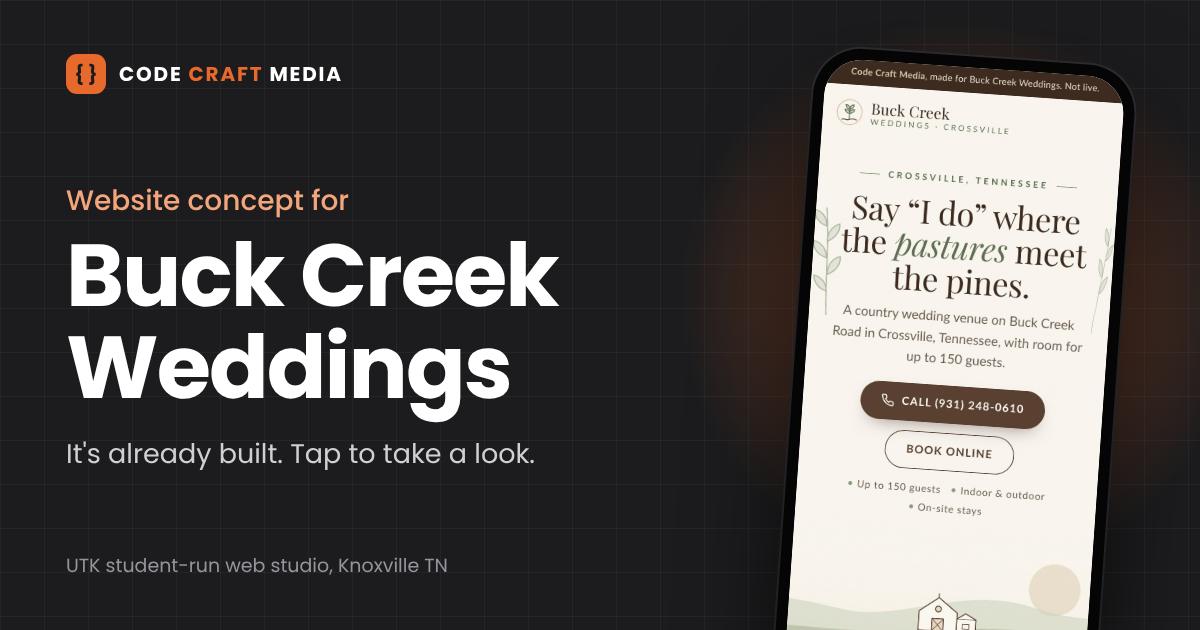 { } CODE CRAFT MEDIA
Website concept for
Buck Creek
Weddings
It's already built. Tap to take a look.
UTK student-run web studio, Knoxville TN
Code Craft Media, made for Buck Creek Weddings. Not live.
Buck Creek
WEDDINGS · CROSSVILLE
CROSSVILLE, TENNESSEE
Say “I do” where
the pastures meet
the pines.
A country wedding venue on Buck Creek
Road in Crossville, Tennessee, with room for
up to 150 guests.
CALL (931) 248-0610
BOOK ONLINE
• Up to 150 guests • Indoor & outdoor
• On-site stays